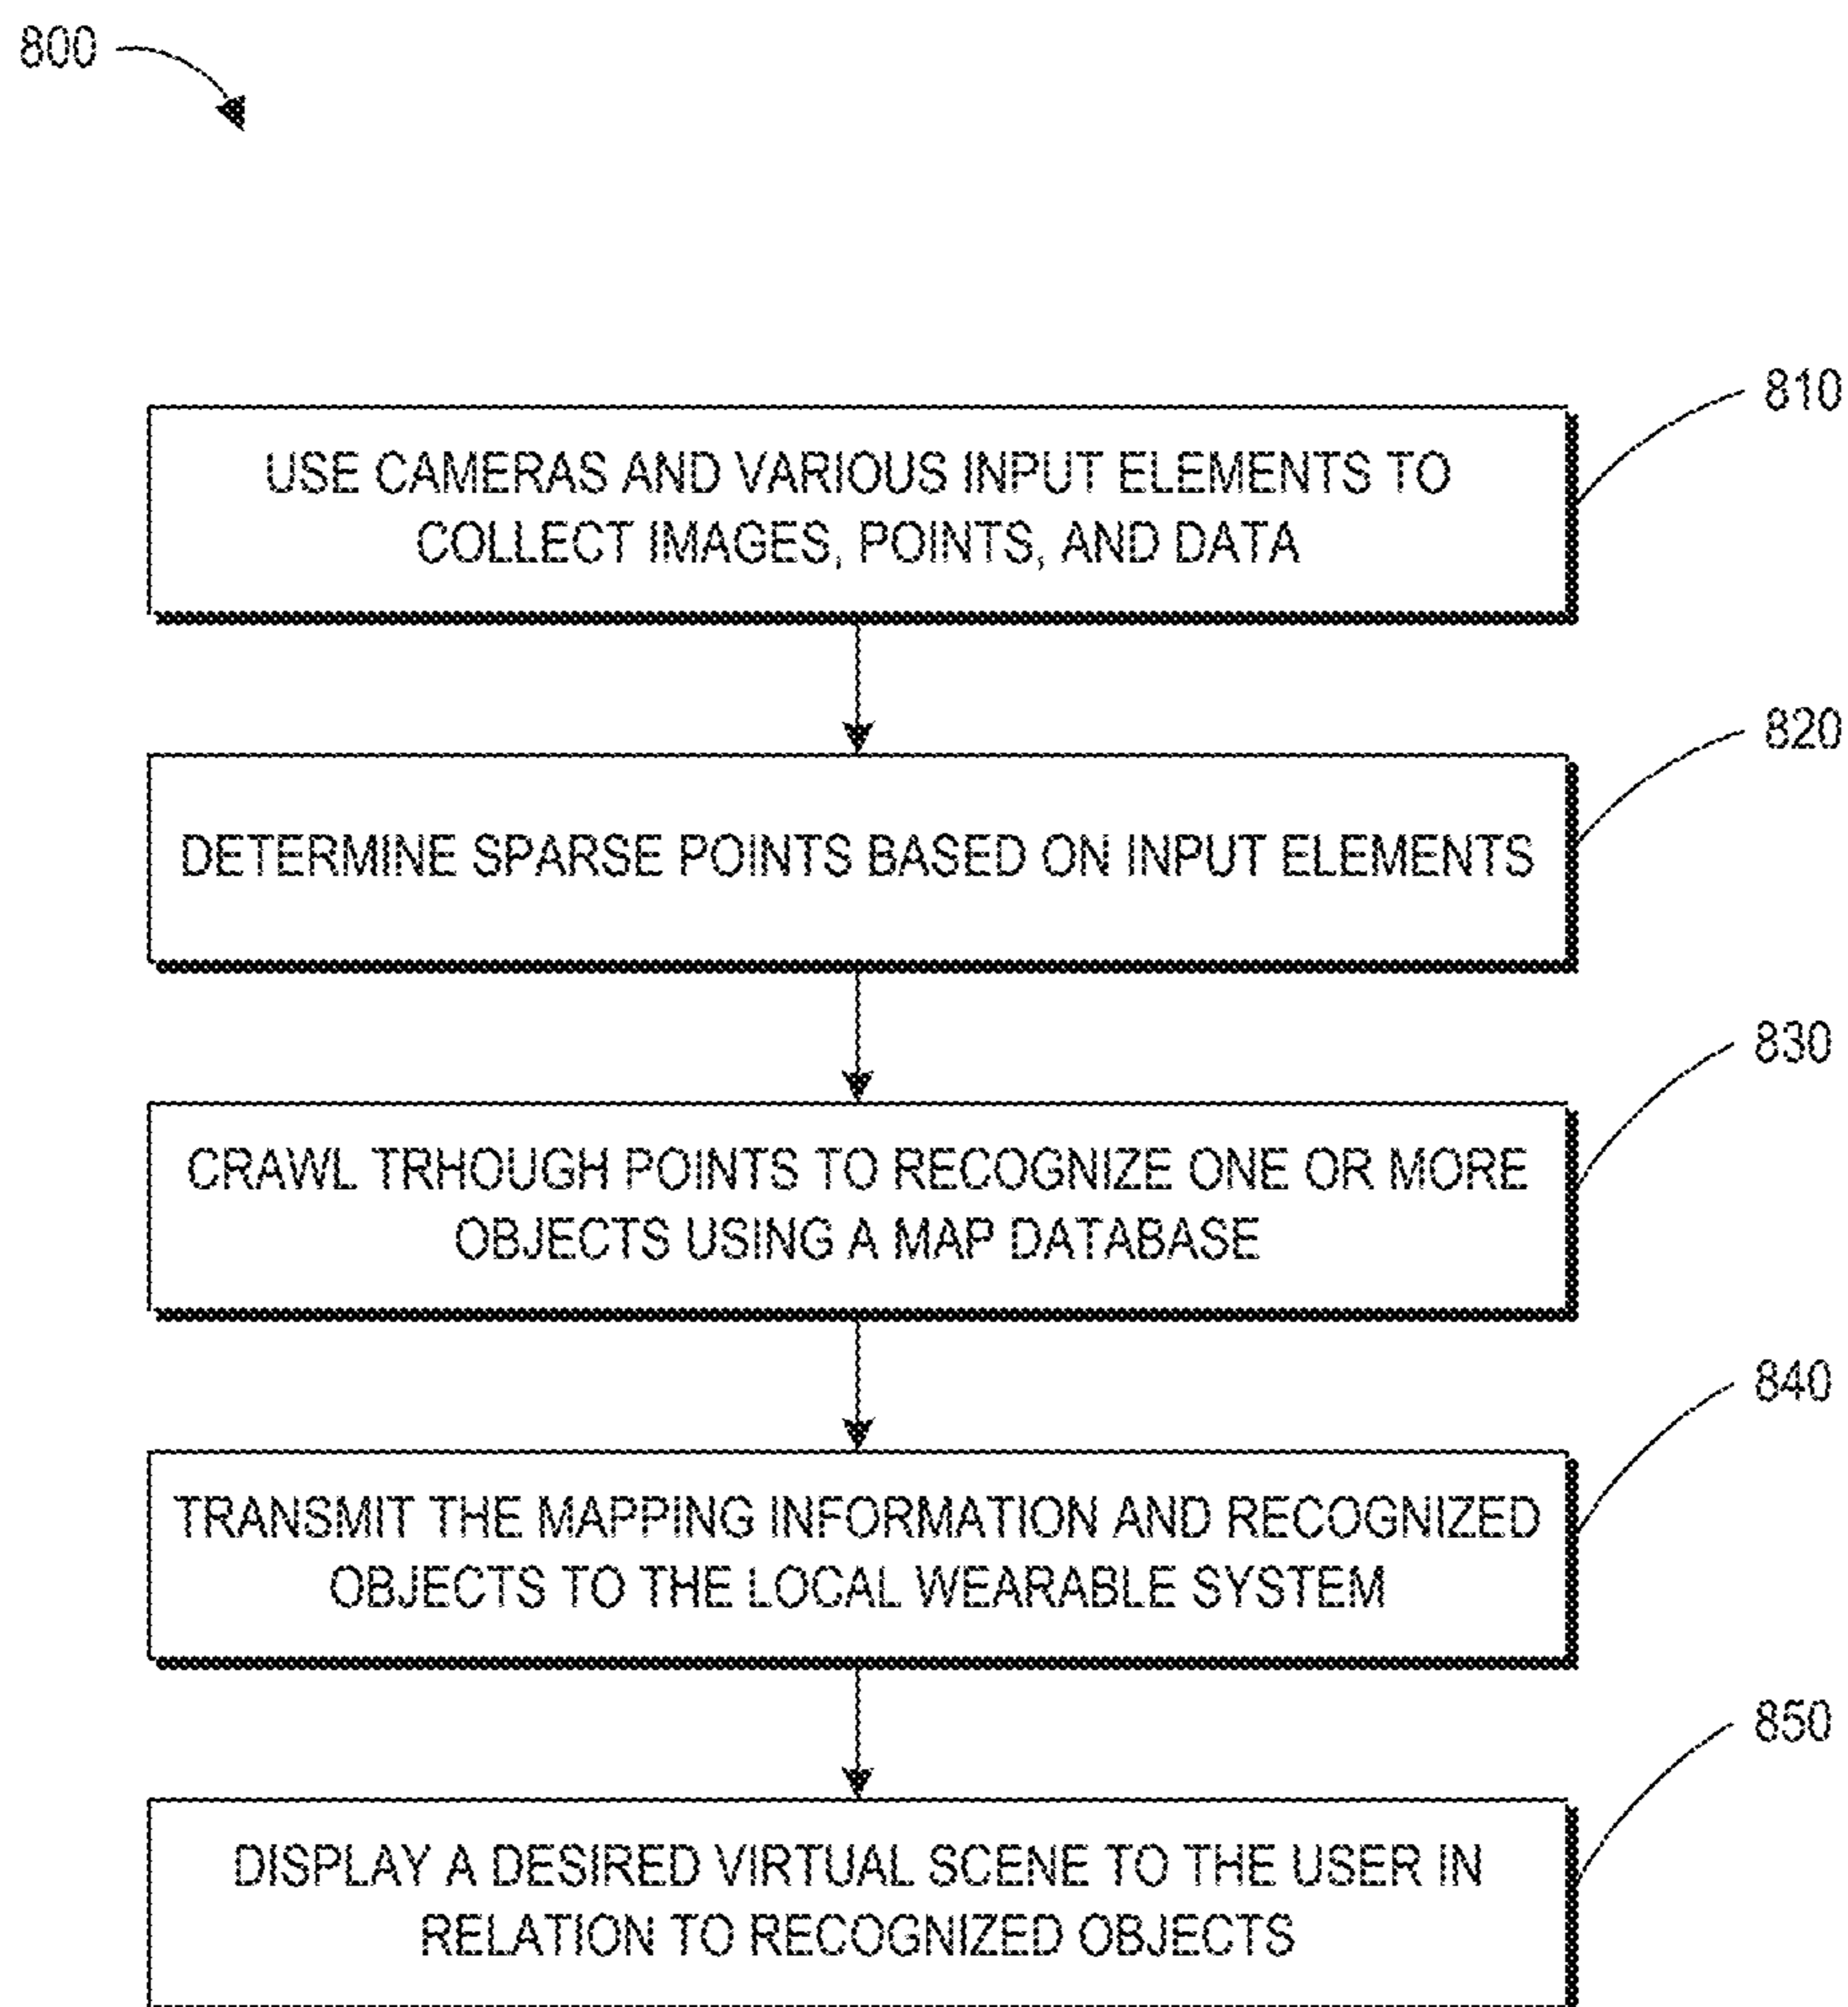 800
810
USE CAMERAS AND VARIOUS INPUT ELEMENTS TO
COLLECT IMAGES, POINTS, AND DATA
820
DETERMINE SPARSE POINTS BASED ON INPUT ELEMENTS
830
CRAWL TRHOUGH POINTS TO RECOGNIZE ONE OR MORE
OBJECTS USING A MAP DATABASE
840
TRANSMIT THE MAPPING INFORMATION AND RECOGNIZED
OBJECTS TO THE LOCAL WEARABLE SYSTEM
850
DISPLAY A DESIRED VIRTUAL SCENE TO THE USER IN
RELATION TO RECOGNIZED OBJECTS